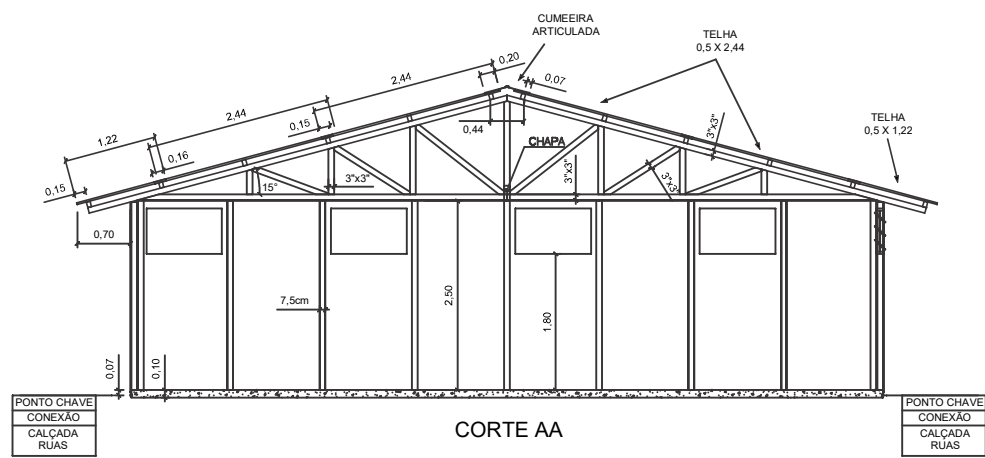 CUMEEIRA
ARTICULADA
TELHA
0,5 X 2,44
0,20
2,44
0,07
2,44
0,15
0,44
3"x3"
TELHA
0,5 X 1,22
1,22
0,16
CHAPA
0,15
15°
3"x3"
3"x3"
3"x3"
0,70
2,50
7,5cm
1,80
0,07
0,10
PONTO CHAVE
CONEXÃO
CALÇADA
RUAS
CORTE AA
PONTO CHAVE
CONEXÃO
CALÇADA
RUAS